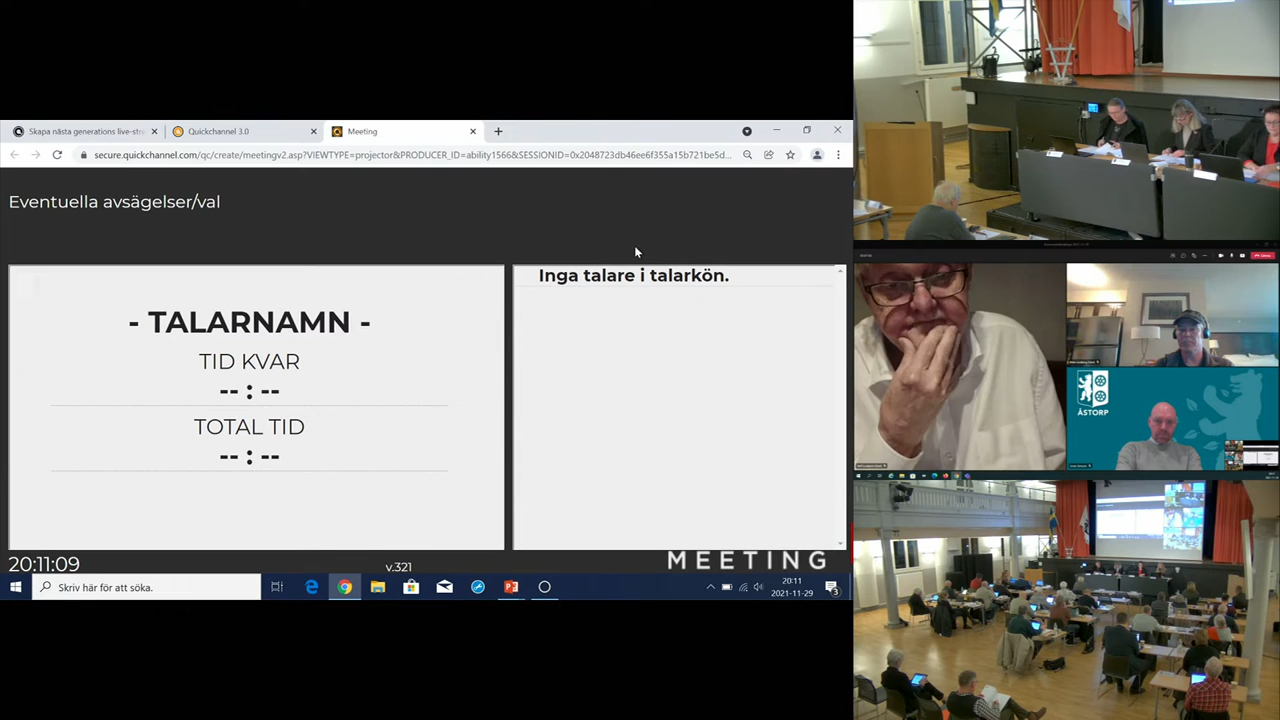 Skapa nästa generations live-stre
Quickchannel 3.0
Meeting
secure.quickchannel.com/qc/create/meetingv2.asp?VIEWTYPE=projector&PRODUCER_ID=ability1566&SESSIONID=0x2048723db46ee6f355a15b721be5d...
Eventuella avsägelser/val
- TALARNAMN -
TID KVAR
-- : --
TOTAL TID
-- : --
Inga talare i talarkön.
20:11:09
v.321
MEETING
Skriv här för att söka.
20:11
2021-11-29
3
ÅSTORP